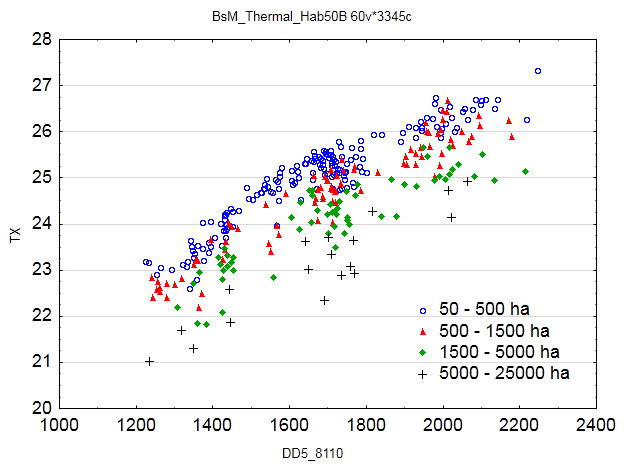 BsM_Thermal_Hab50B 60v*3345c
28
27
26
25
24
23
22
21
20
TX
50 - 500 ha
500 - 1500 ha
1500 - 5000 ha
5000 - 25000 ha
1000 1200 1400 1600 1800 2000 2200 2400
DD5_8110